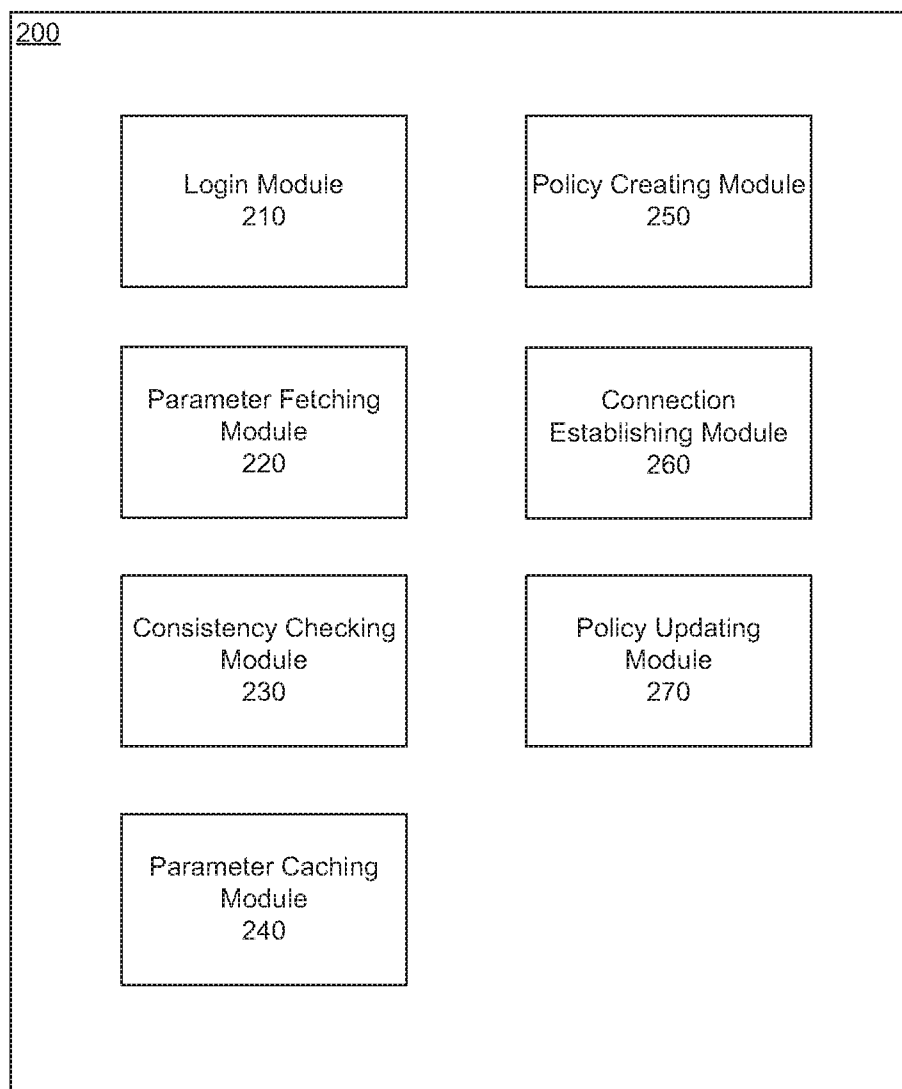 200
Login Module
210
Policy Creating Module
250
Parameter Fetching
Module
220
Connection
Establishing Module
260
Consistency Checking
Module
230
Policy Updating
Module
270
Parameter Caching
Module
240